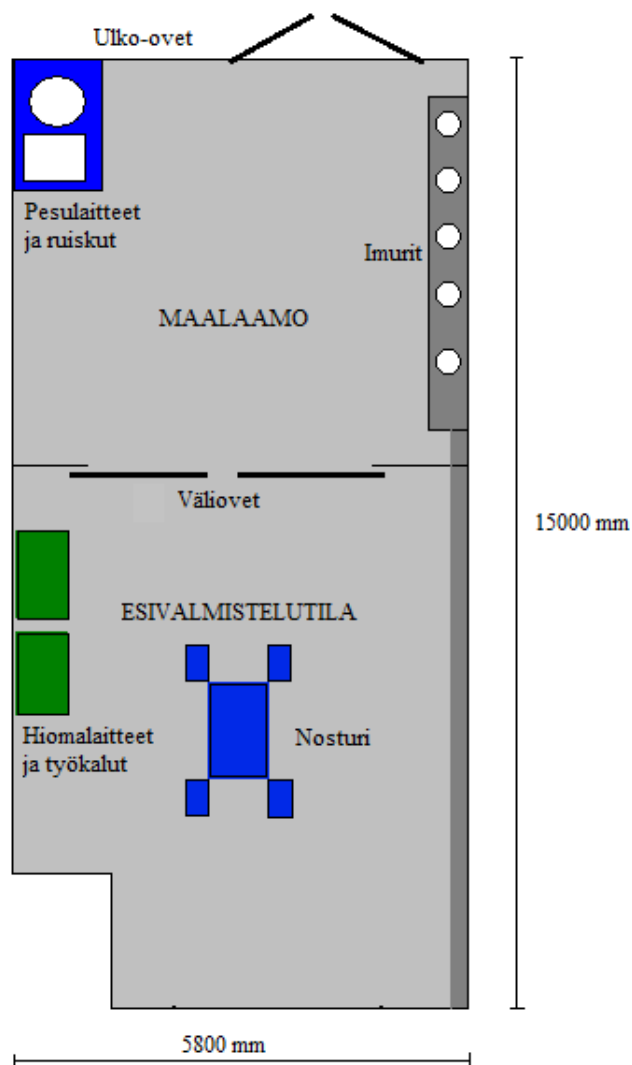 Ulko-ovet
Pesulaitteet
ja ruiskut
Imurit
MAALAAMO
Väliovet
15000 mm
ESIVALMISTELUTILA
Hiomalaitteet
ja työkalut
Nosturi
5800 mm